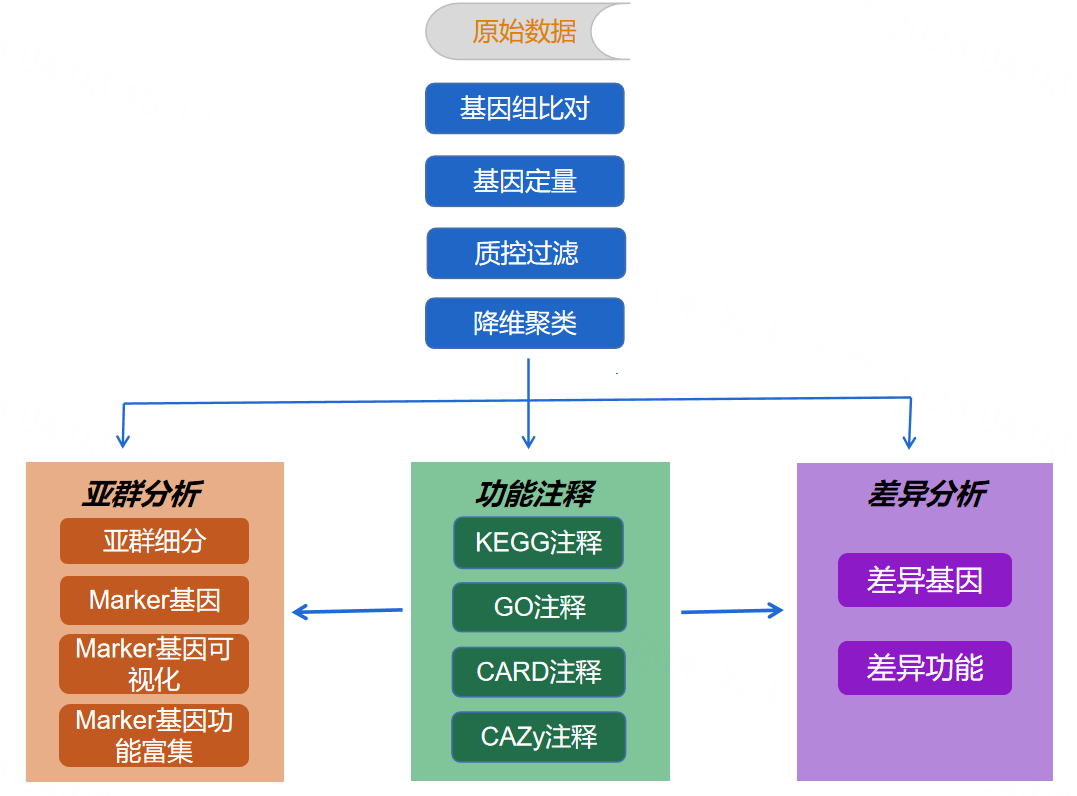 原始数据
基因组比对
基因定量
质控过滤
降维聚类
亚群分析
亚群细分
Marker基因
Marker基因可
视化
Marker基因功
能富集
功能注释
KEGG注释
GO注释
CARD注释
CAZy注释
差异分析
差异基因
差异功能